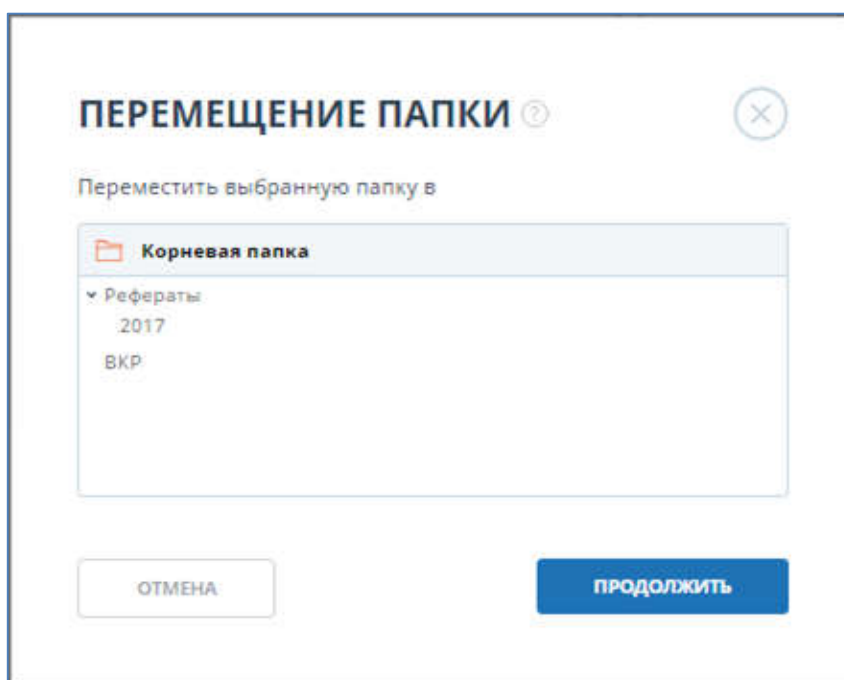 ПЕРЕМЕЩЕНИЕ ПАПКИ ?
Переместить выбранную папку в
Корневая папка
Рефераты
2017
ВКР
ОТМЕНА
ПРОДОЛЖИТЬ